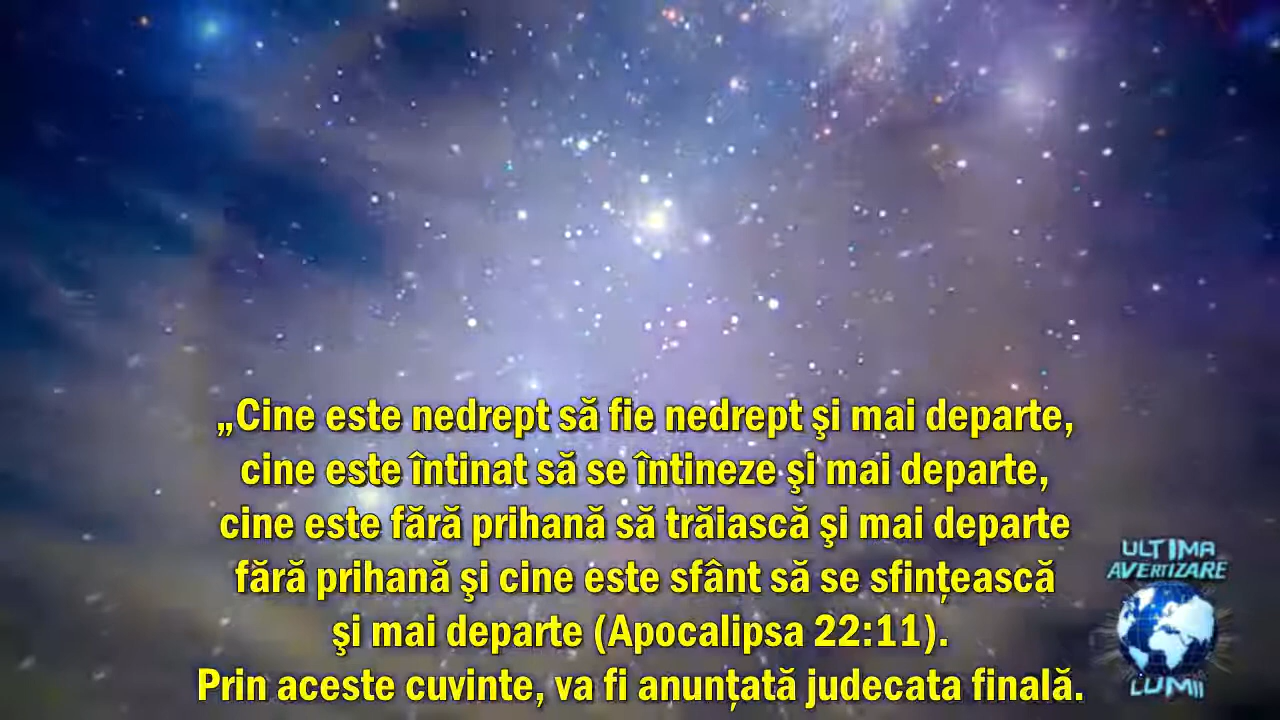 „Cine este nedrept să fie nedrept şi mai departe,
cine este întinat să se întineze şi mai departe,
cine este fără prihană să trăiască şi mai departe
fără prihană şi cine este sfânt să se sfinţească
şi mai departe (Apocalipsa 22:11).
Prin aceste cuvinte, va fi anunţată judecata finală.
ULTIMA
AVERTIZARE
LUMII